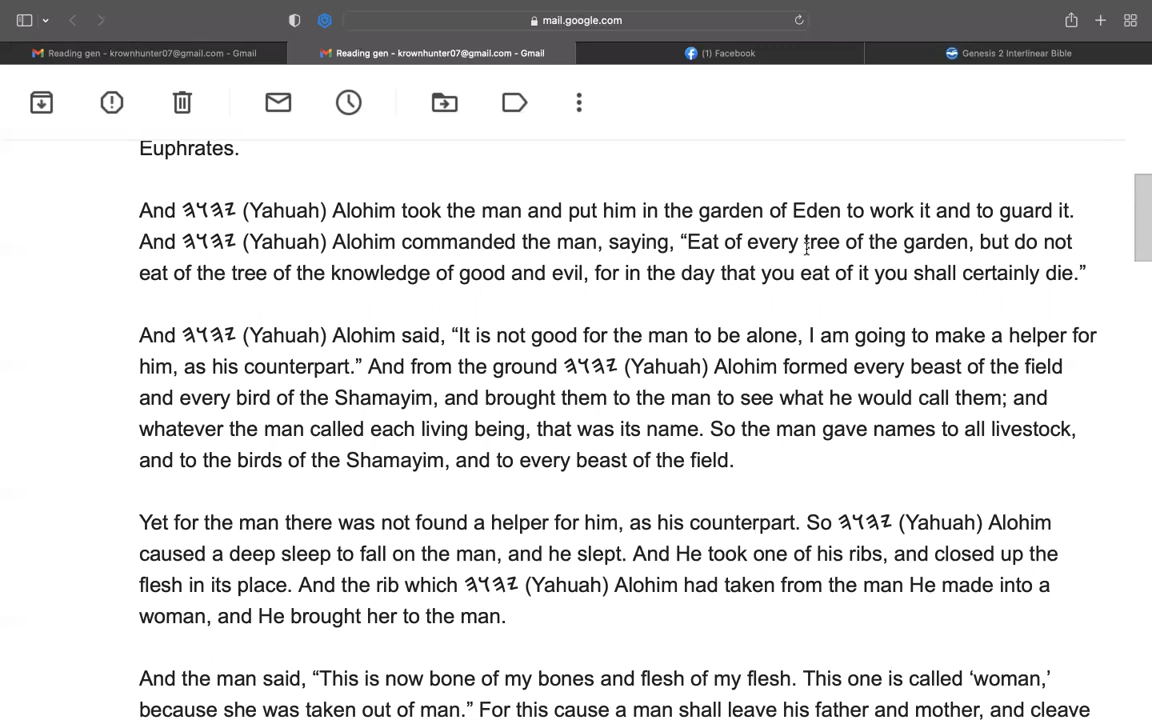 mail.google.com
Reading gen - krownhunter07@gmail.com - Gmail
Reading gen - krownhunter07@gmail.com - Gmail
(1) Facebook
Genesis 2 Interlinear Bible
Euphrates.
And 𐤉𐤄𐤅𐤄 (Yahuah) Alohim took the man and put him in the garden of Eden to work it and to guard it.
And 𐤉𐤄𐤅𐤄 (Yahuah) Alohim commanded the man, saying, “Eat of every tree of the garden, but do not
eat of the tree of the knowledge of good and evil, for in the day that you eat of it you shall certainly die.”
And 𐤉𐤄𐤅𐤄 (Yahuah) Alohim said, “It is not good for the man to be alone, I am going to make a helper for
him, as his counterpart.” And from the ground 𐤉𐤄𐤅𐤄 (Yahuah) Alohim formed every beast of the field
and every bird of the Shamayim, and brought them to the man to see what he would call them; and
whatever the man called each living being, that was its name. So the man gave names to all livestock,
and to the birds of the Shamayim, and to every beast of the field.
Yet for the man there was not found a helper for him, as his counterpart. So 𐤉𐤄𐤅𐤄 (Yahuah) Alohim
caused a deep sleep to fall on the man, and he slept. And He took one of his ribs, and closed up the
flesh in its place. And the rib which 𐤉𐤄𐤅𐤄 (Yahuah) Alohim had taken from the man He made into a
woman, and He brought her to the man.
And the man said, “This is now bone of my bones and flesh of my flesh. This one is called ‘woman,’
because she was taken out of man.” For this cause a man shall leave his father and mother, and cleave